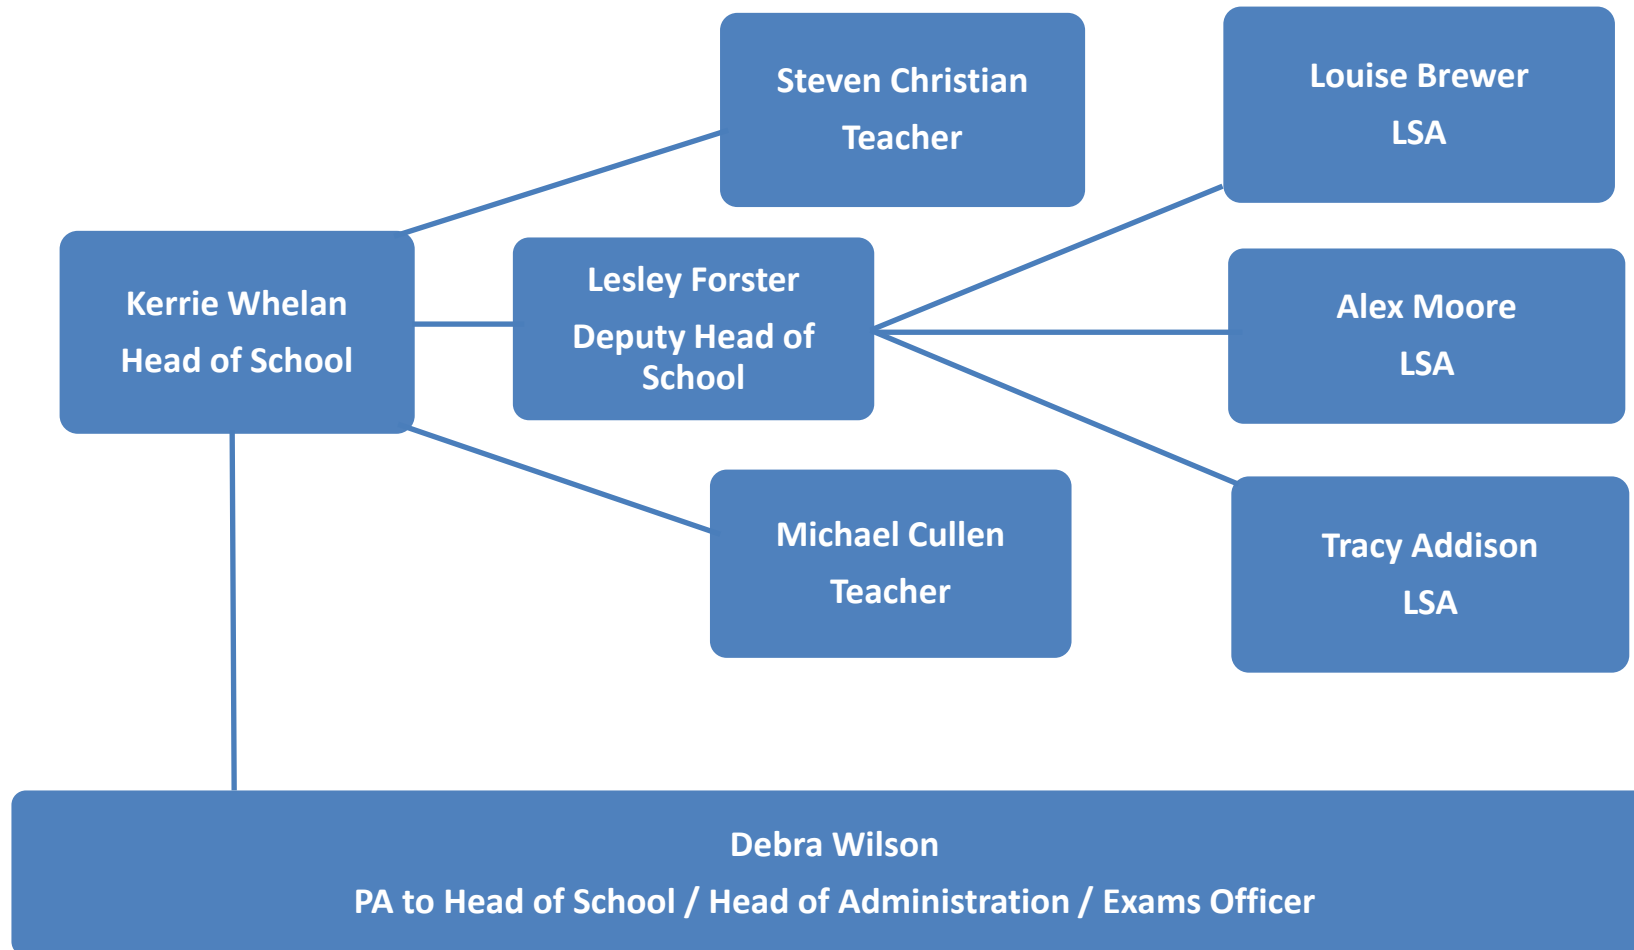 Steven Christian
Teacher
Louise Brewer
LSA
Kerrie Whelan
Head of School
Lesley Forster
Deputy Head of
School
Alex Moore
LSA
Michael Cullen
Teacher
Tracy Addison
LSA
Debra Wilson
PA to Head of School / Head of Administration / Exams Officer